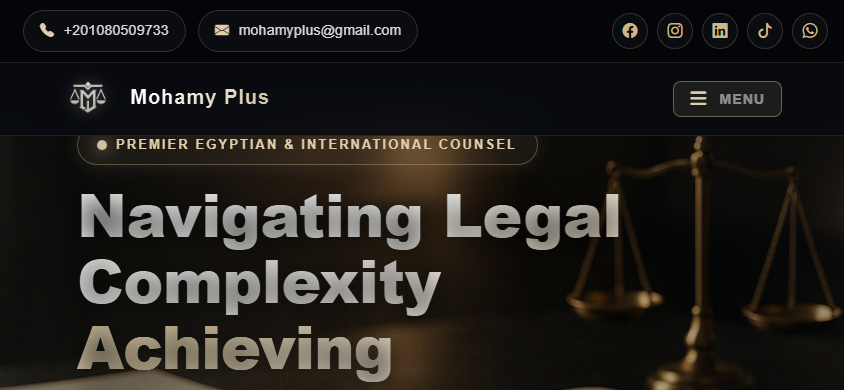 +201080509733
mohamyplus@gmail.com
Mohamy Plus
MENU
PREMIER EGYPTIAN & INTERNATIONAL COUNSEL
Navigating Legal
Complexity
Achieving